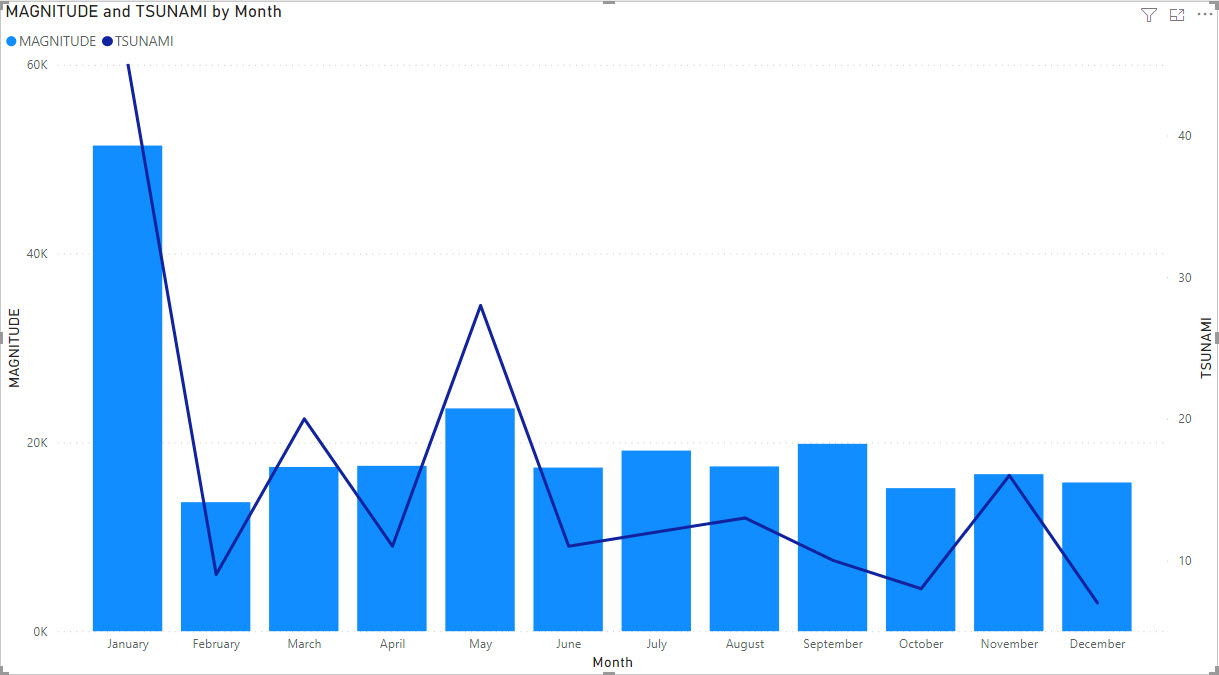 MAGNITUDE and TSUNAMI by Month
MAGNITUDE TSUNAMI
60K
40K
20K
0K
MAGNITUDE
40
30
20
10
TSUNAMI
January February March April May June July August September October November December
Month